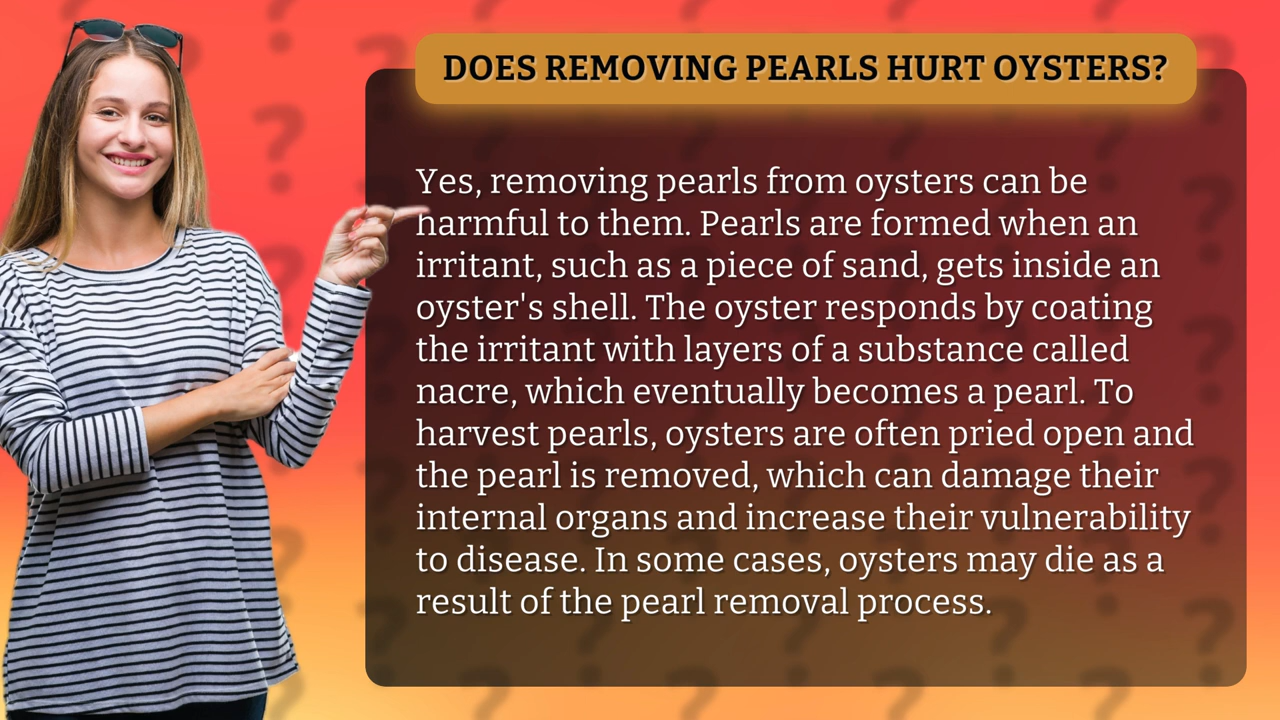 DOES REMOVING PEARLS HURT OYSTERS?
Yes, removing pearls from oysters can be
harmful to them. Pearls are formed when an
irritant, such as a piece of sand, gets inside an
oyster's shell. The oyster responds by coating
the irritant with layers of a substance called
nacre, which eventually becomes a pearl. To
harvest pearls, oysters are often pried open and
the pearl is removed, which can damage their
internal organs and increase their vulnerability
to disease. In some cases, oysters may die as a
result of the pearl removal process.